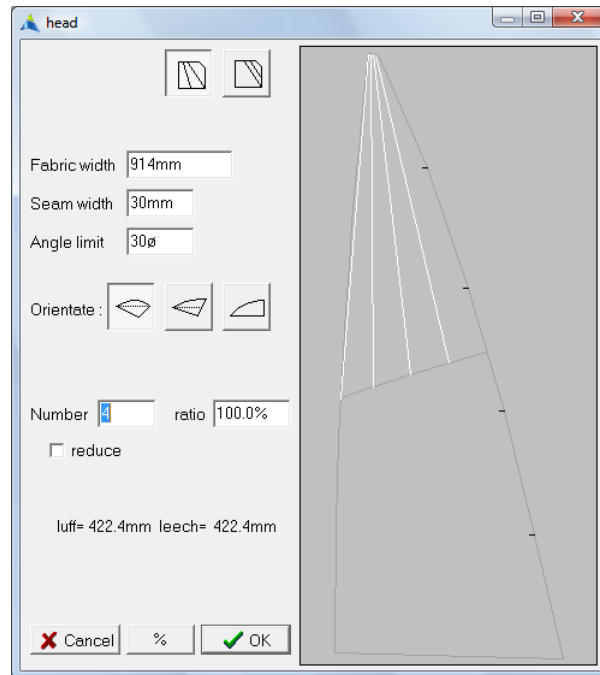 head
Fabric width 914mm
Seam width 30mm
Angle limit 30ø
Orientate :
Number 4 ratio 100.0%
reduce
luff= 422.4mm leech= 422.4mm
Cancel % OK